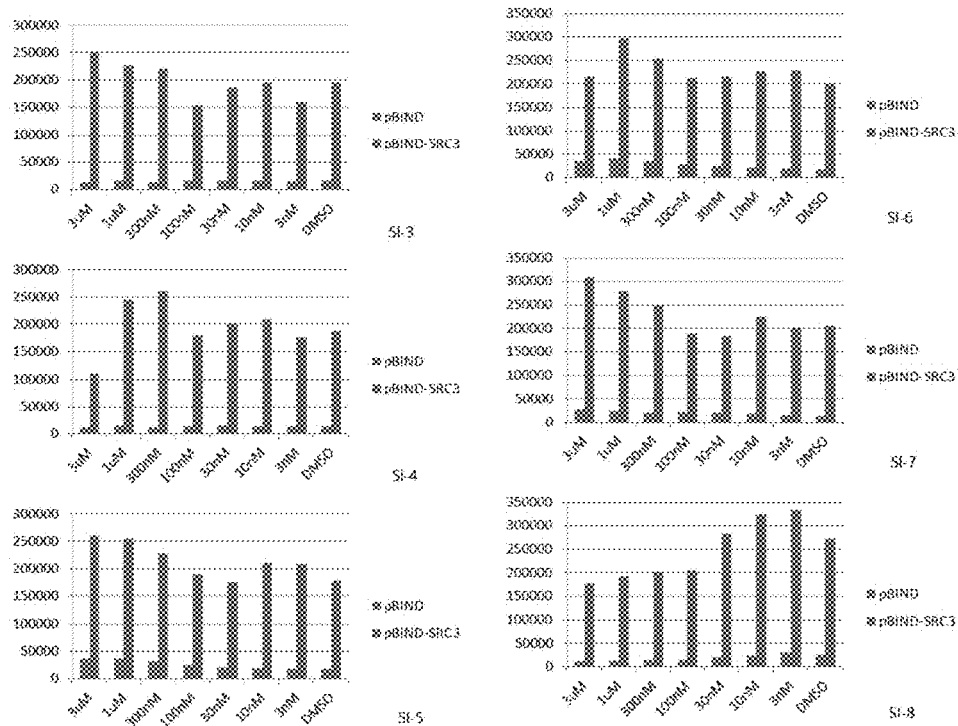 300000
250000
200000
150000
100000
50000
0
3uM
1uM
300nM
100nM
30nM
10nM
3nM
DMSO
pBIND
pBIND-SRC3
SI-3
350000
300000
250000
200000
150000
100000
50000
0
3uM
1uM
300nM
100nM
30nM
10nM
3nM
DMSO
pBIND
pBIND-SRC3
SI-6
300000
250000
200000
150000
100000
50000
0
3uM
1uM
300nM
100nM
30nM
10nM
3nM
DMSO
pBIND
pBIND-SRC3
SI-4
350000
300000
250000
200000
150000
100000
50000
0
3uM
1uM
300nM
100nM
30nM
10nM
3nM
DMSO
pBIND
pBIND-SRC3
SI-7
300000
250000
200000
150000
100000
50000
0
3uM
1uM
300nM
100nM
30nM
10nM
3nM
DMSO
pBIND
pBIND-SRC3
SI-5
350000
300000
250000
200000
150000
100000
50000
0
3uM
1uM
300nM
100nM
30nM
10nM
3nM
DMSO
pBIND
pBIND-SRC3
SI-8